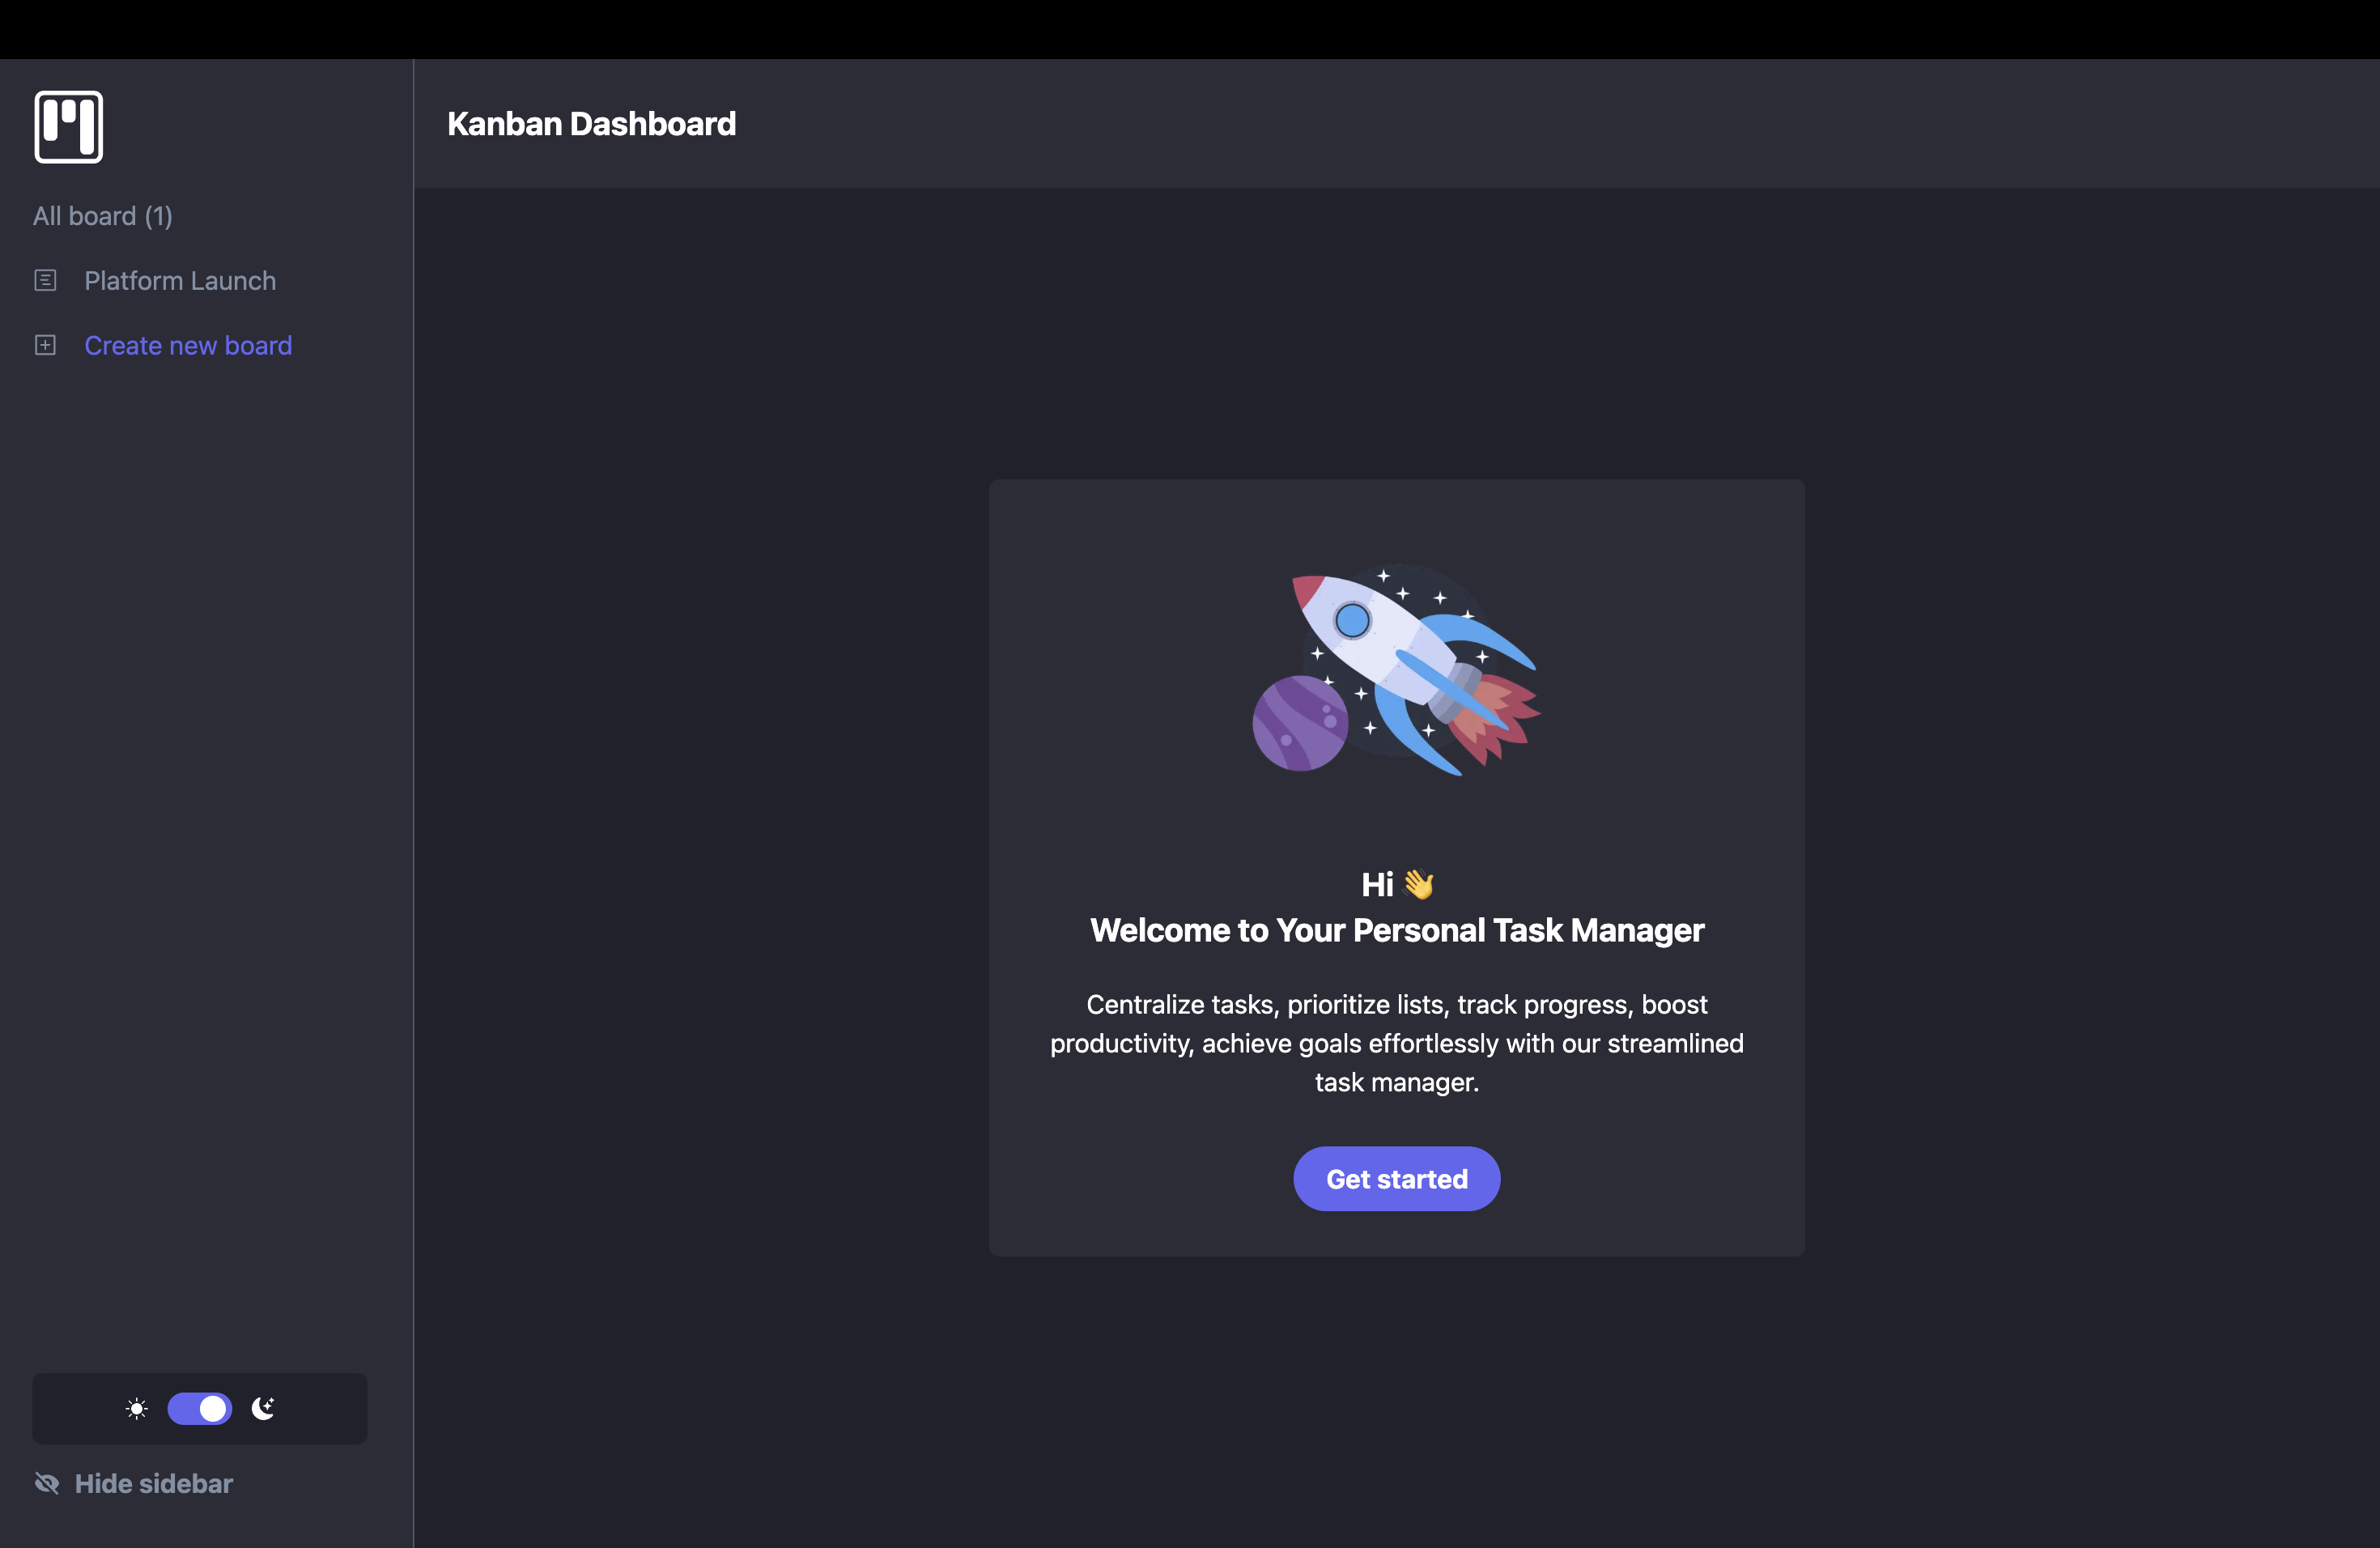 Kanban Dashboard
All board (1)
Platform Launch
Create new board
Hi 👋
Welcome to Your Personal Task Manager
Centralize tasks, prioritize lists, track progress, boost
productivity, achieve goals effortlessly with our streamlined
task manager.
Get started
Hide sidebar